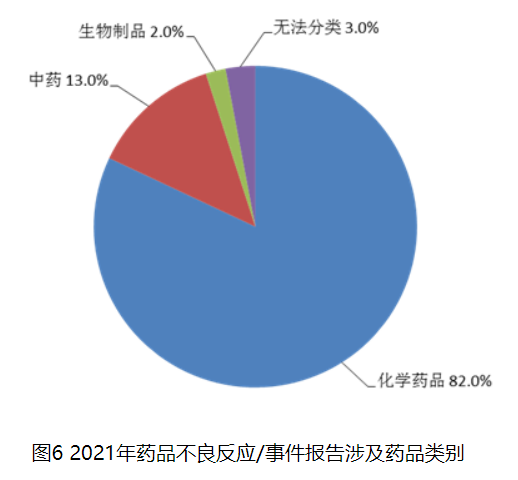 生物制品 2.0%
无法分类 3.0%
中药 13.0%
化学药品 82.0%
图6 2021年药品不良反应/事件报告涉及药品类别